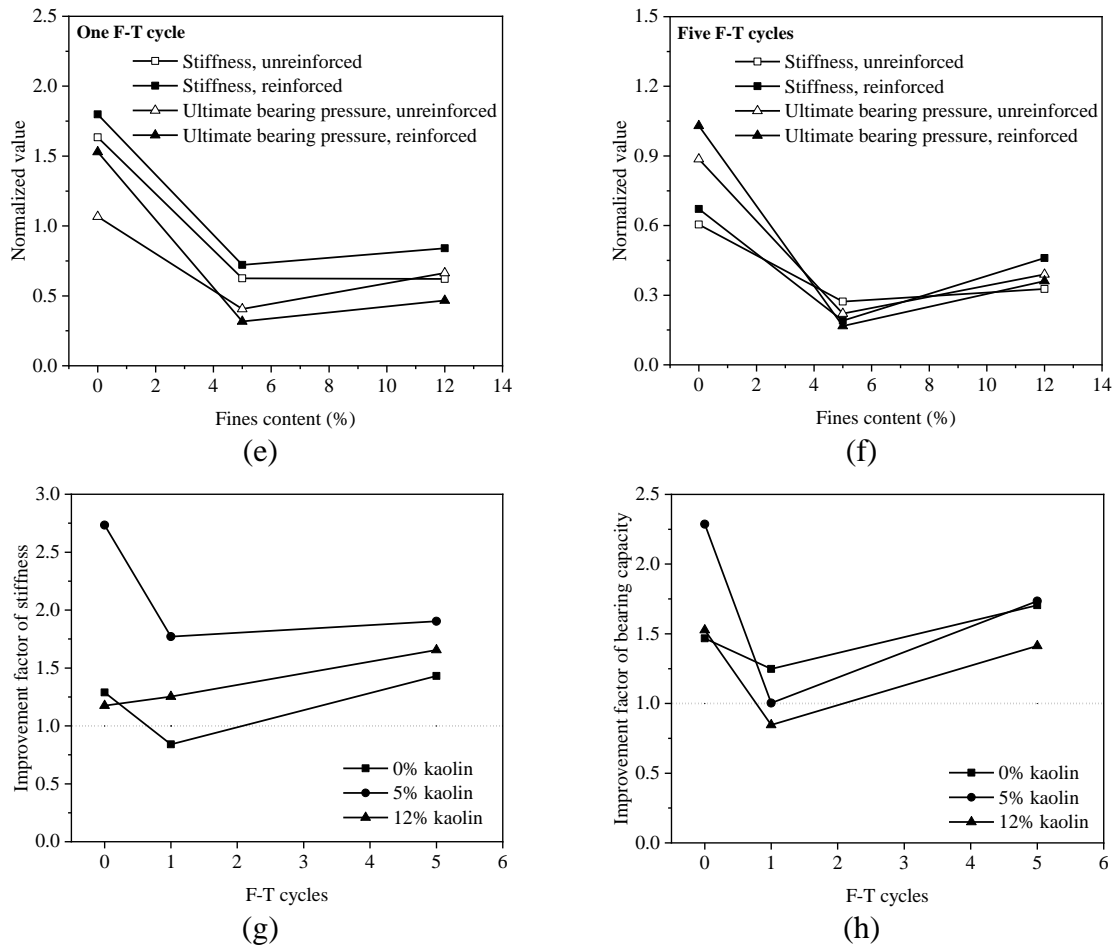 One F-T cycle
Stiffness, unreinforced
Stiffness, reinforced
Ultimate bearing pressure, unreinforced
Ultimate bearing pressure, reinforced
2.5
2.0
1.5
1.0
0.5
0.0
Normalized value
0 2 4 6 8 10 12 14
Fines content (%)
(e)
Five F-T cycles
Stiffness, unreinforced
Stiffness, reinforced
Ultimate bearing pressure, unreinforced
Ultimate bearing pressure, reinforced
1.5
1.2
0.9
0.6
0.3
0.0
Normalized value
0 2 4 6 8 10 12 14
Fines content (%)
(f)
3.0
2.5
2.0
1.5
1.0
0.5
0.0
Improvement factor of stiffness
0% kaolin
5% kaolin
12% kaolin
0 1 2 3 4 5 6
F-T cycles
(g)
2.5
2.0
1.5
1.0
0.5
0.0
Improvement factor of bearing capacity
0% kaolin
5% kaolin
12% kaolin
0 1 2 3 4 5 6
F-T cycles
(h)